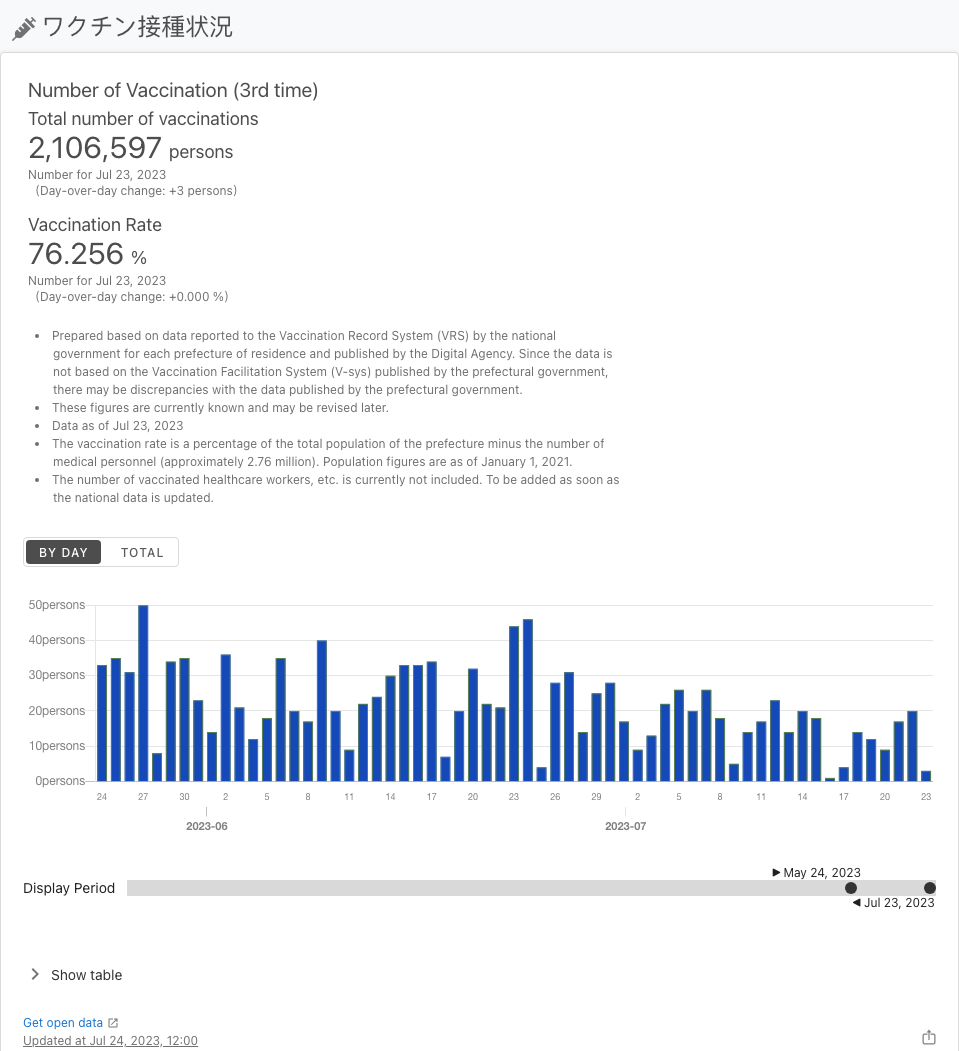 ワクチン接種状況
Number of Vaccination (3rd time)
Total number of vaccinations
2,106,597 persons
Number for Jul 23, 2023
(Day-over-day change: +3 persons)
Vaccination Rate
76.256 %
Number for Jul 23, 2023
(Day-over-day change: +0.000 %)
• Prepared based on data reported to the Vaccination Record System (VRS) by the national
government for each prefecture of residence and published by the Digital Agency. Since the data is
not based on the Vaccination Facilitation System (V-sys) published by the prefectural government,
there may be discrepancies with the data published by the prefectural government.
• These figures are currently known and may be revised later.
• Data as of Jul 23, 2023
• The vaccination rate is a percentage of the total population of the prefecture minus the number of
medical personnel (approximately 2.76 million). Population figures are as of January 1, 2021.
• The number of vaccinated healthcare workers, etc. is currently not included. To be added as soon as
the national data is updated.
BY DAY TOTAL
50persons
40persons
30persons
20persons
10persons
0persons
24 27 30 2 5 8 11 14 17 20 23 26 29 2 5 8 11 14 17 20 23
2023-06 2023-07
May 24, 2023
Display Period
Jul 23, 2023
Show table
Get open data
Updated at Jul 24, 2023, 12:00